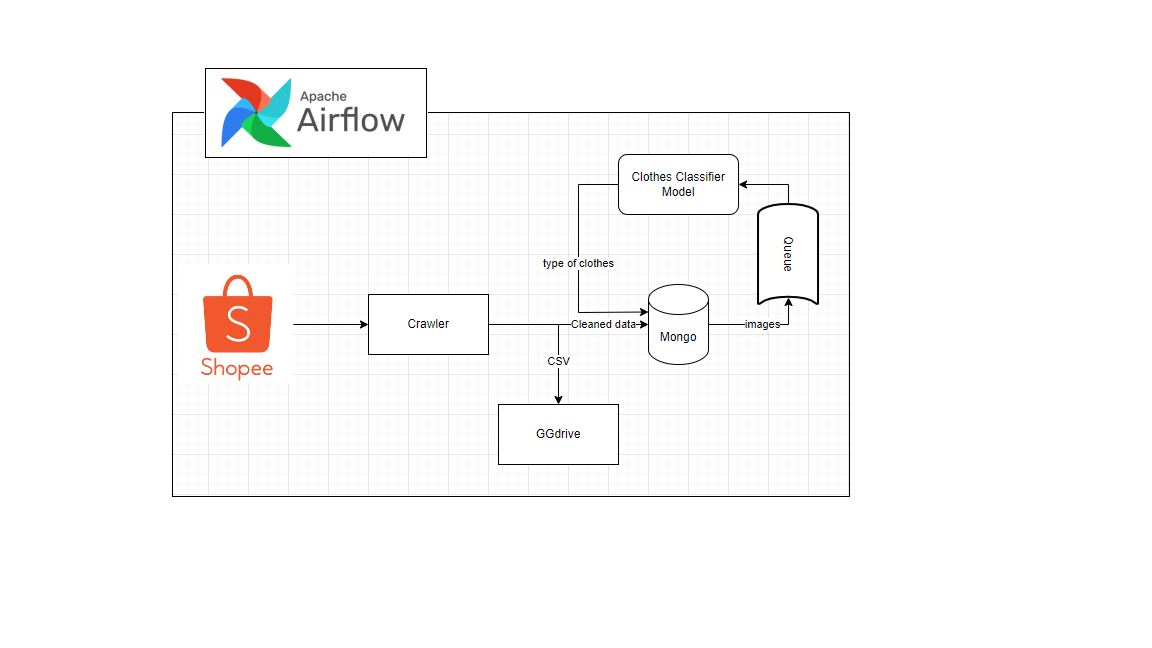 Apache
Airflow
Clothes Classifier
Model
Queue
type of clothes
Shopee
Crawler
Cleaned data
Mongo
images
CSV
GGdrive